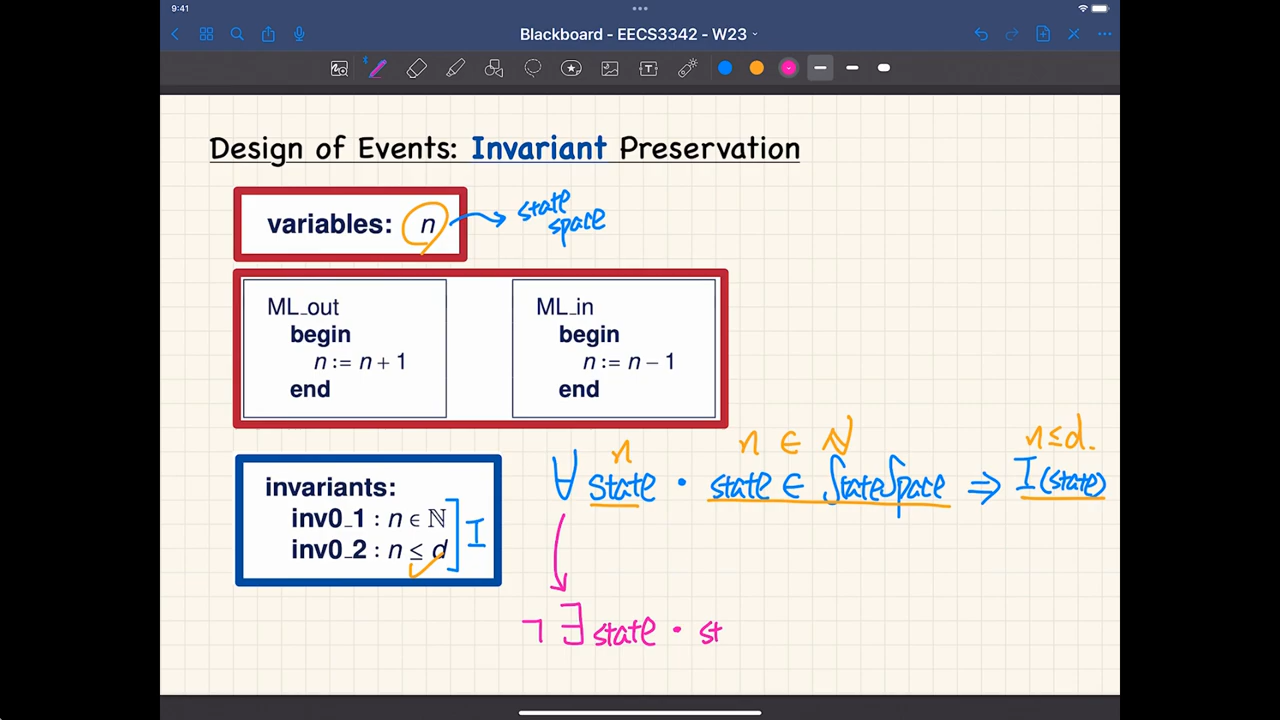 9:41
Blackboard - EECS3342 - W23
Design of Events: Invariant Preservation
variables: n
state
space
ML_out
begin
n := n + 1
end
ML_in
begin
n := n − 1
end
invariants:
inv0_1 : n ∈ ℕ
inv0_2 : n ≤ d
I
n
n ∈ ℕ
n ≤ d.
∀ state • state ∈ StateSpace ⇒ I(state)
¬ ∃ state • st